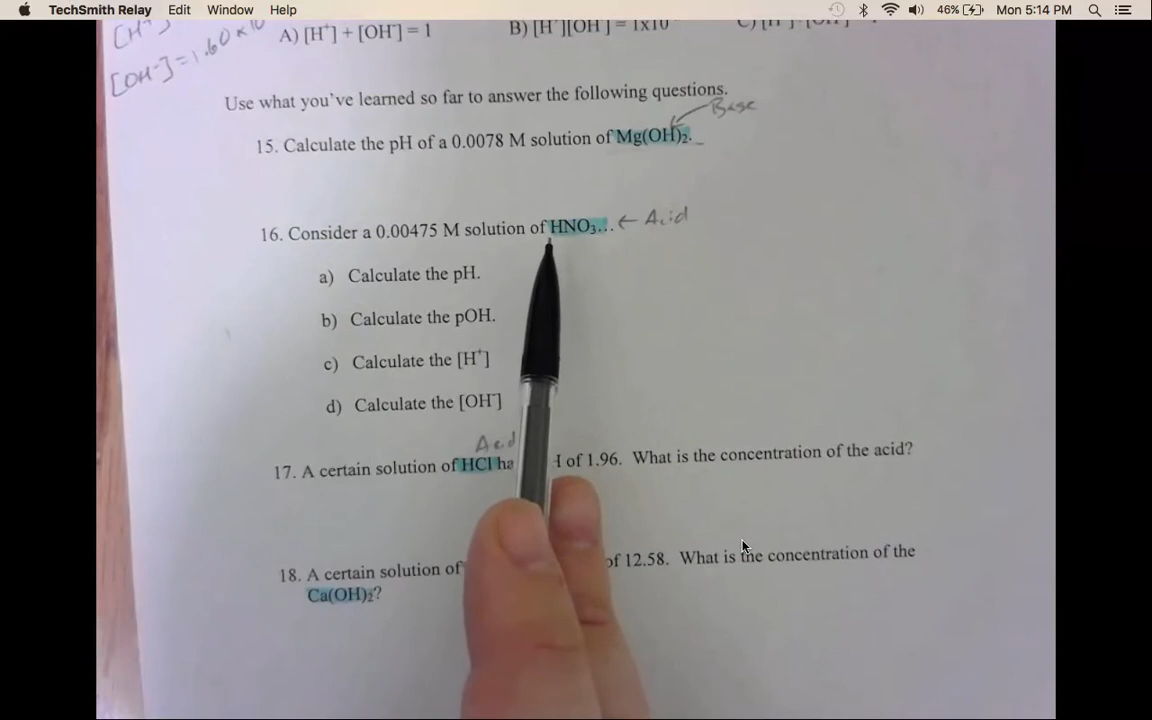 TechSmith Relay Edit Window Help 46% Mon 5:14 PM
[H⁺]
[OH⁻]=1.60×10
A) [H⁺] + [OH⁻] = 1 B) [H⁺][OH⁻] = 1x10 C)
Use what you've learned so far to answer the following questions.
Base
15. Calculate the pH of a 0.0078 M solution of Mg(OH)₂.
16. Consider a 0.00475 M solution of HNO₃... ← Acid
a) Calculate the pH.
b) Calculate the pOH.
c) Calculate the [H⁺]
d) Calculate the [OH⁻]
Acid
17. A certain solution of HCl ha of 1.96. What is the concentration of the acid?
18. A certain solution of of 12.58. What is the concentration of the
Ca(OH)₂?